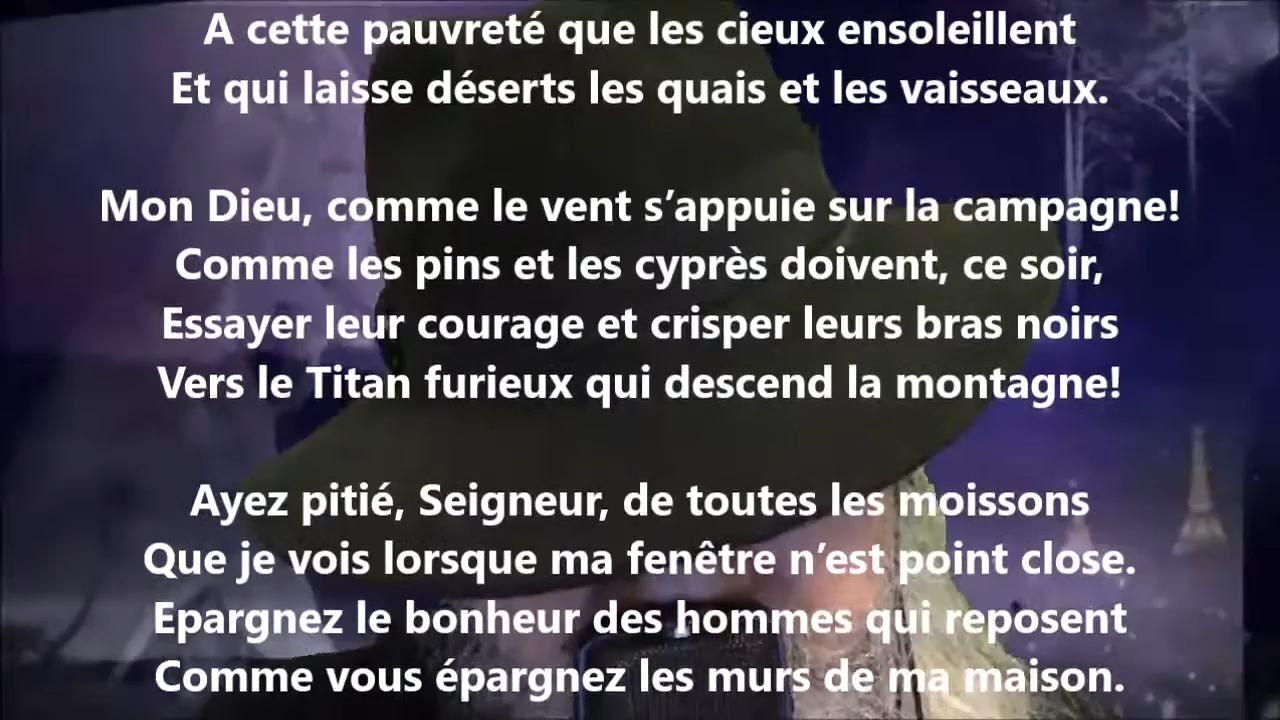 A cette pauvreté que les cieux ensoleillent
Et qui laisse déserts les quais et les vaisseaux.
Mon Dieu, comme le vent s’appuie sur la campagne!
Comme les pins et les cyprès doivent, ce soir,
Essayer leur courage et crisper leurs bras noirs
Vers le Titan furieux qui descend la montagne!
Ayez pitié, Seigneur, de toutes les moissons
Que je vois lorsque ma fenêtre n’est point close.
Epargnez le bonheur des hommes qui reposent
Comme vous épargnez les murs de ma maison.